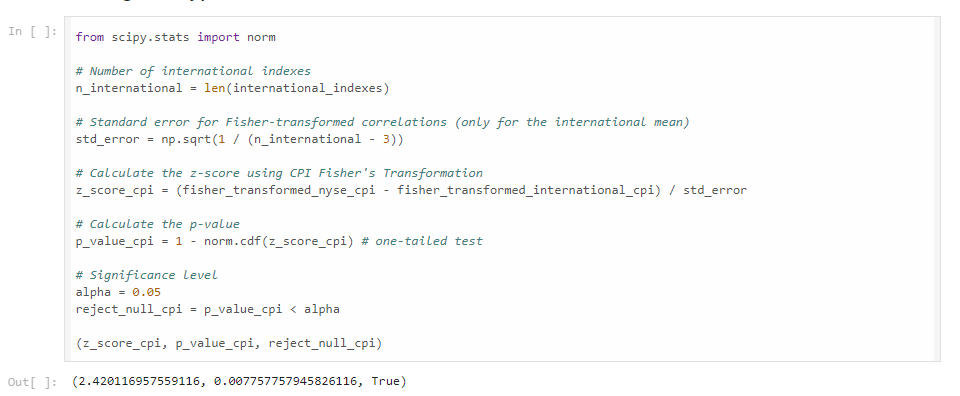 In [ ]:
from scipy.stats import norm
# Number of international indexes
n_international = len(international_indexes)
# Standard error for Fisher-transformed correlations (only for the international mean)
std_error = np.sqrt(1 / (n_international - 3))
# Calculate the z-score using CPI Fisher's Transformation
z_score_cpi = (fisher_transformed_nyse_cpi - fisher_transformed_international_cpi) / std_error
# Calculate the p-value
p_value_cpi = 1 - norm.cdf(z_score_cpi) # one-tailed test
# Significance level
alpha = 0.05
reject_null_cpi = p_value_cpi < alpha
(z_score_cpi, p_value_cpi, reject_null_cpi)
Out[ ]: (2.420116957559116, 0.007757757945826116, True)